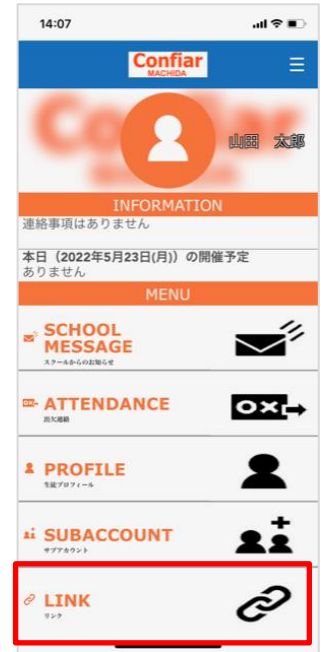 14:07
Confiar
MACHIDA
山田 太郎
INFORMATION
連絡事項はありません
本日（2022年5月23日(月)）の開催予定
ありません
MENU
SCHOOL
MESSAGE
スクールからのお知らせ
ATTENDANCE
出欠連絡
PROFILE
生徒プロフィール
SUBACCOUNT
サブアカウント
LINK
リンク